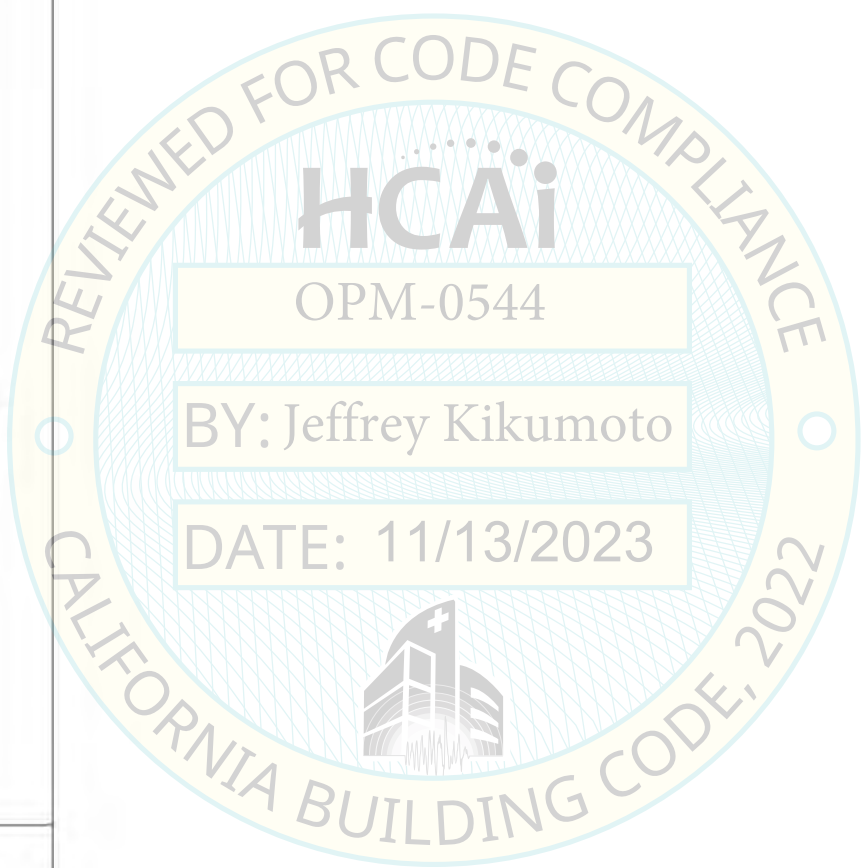 REVIEWED FOR CODE COMPLIANCE
HCAi
OPM-0544
BY: Jeffrey Kikumoto
DATE: 11/13/2023
CALIFORNIA BUILDING CODE, 2022